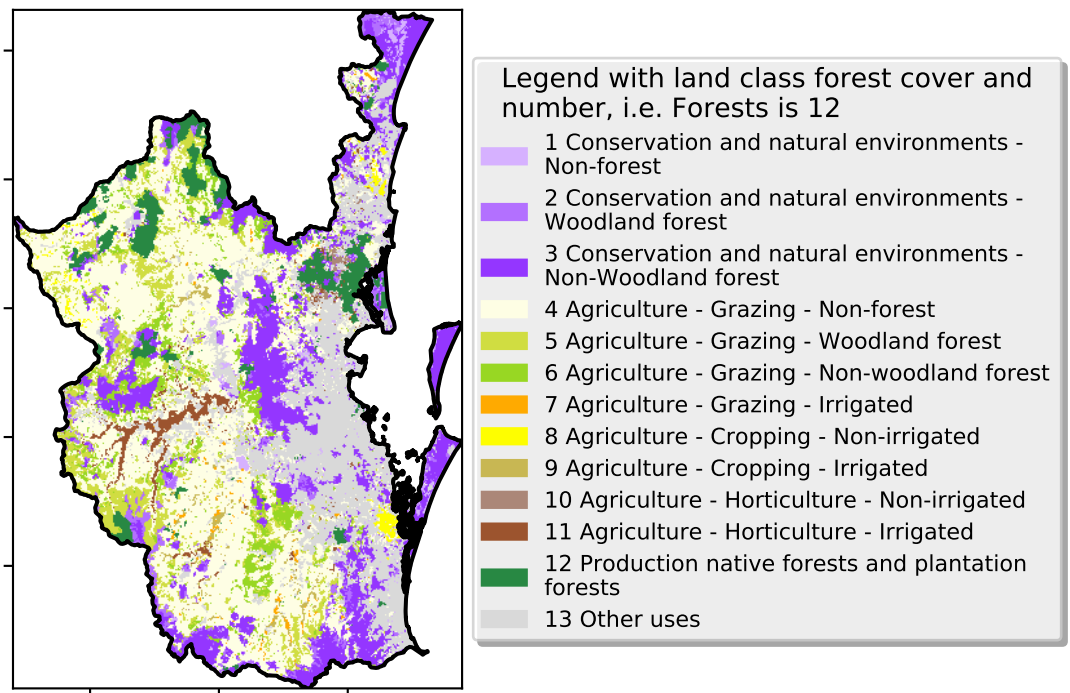 Legend with land class forest cover and
number, i.e. Forests is 12
1 Conservation and natural environments -
Non-forest
2 Conservation and natural environments -
Woodland forest
3 Conservation and natural environments -
Non-Woodland forest
4 Agriculture - Grazing - Non-forest
5 Agriculture - Grazing - Woodland forest
6 Agriculture - Grazing - Non-woodland forest
7 Agriculture - Grazing - Irrigated
8 Agriculture - Cropping - Non-irrigated
9 Agriculture - Cropping - Irrigated
10 Agriculture - Horticulture - Non-irrigated
11 Agriculture - Horticulture - Irrigated
12 Production native forests and plantation
forests
13 Other uses